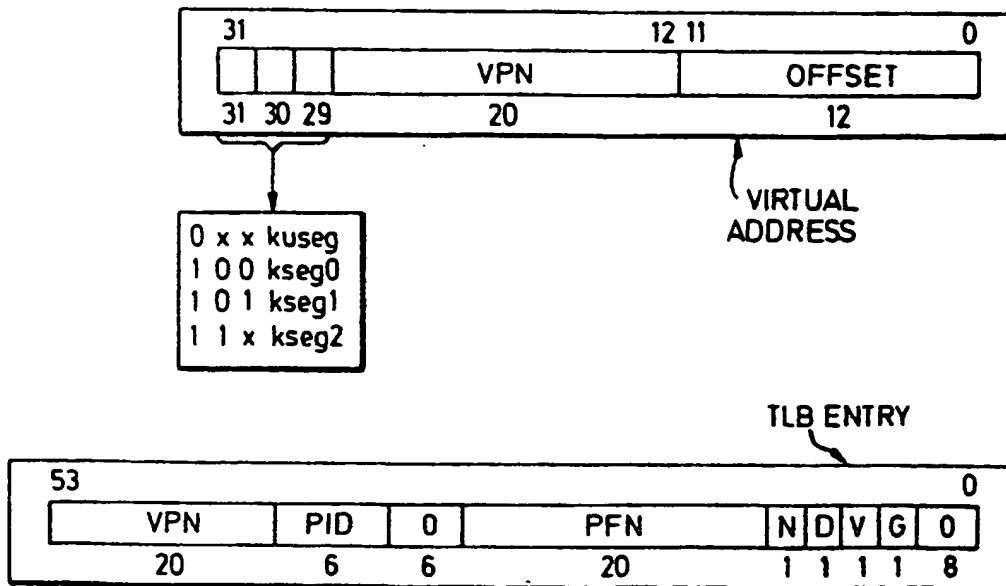 31 12 11 0
VPN OFFSET
31 30 29 20 12
VIRTUAL
ADDRESS
0 x x kuseg
1 0 0 kseg0
1 0 1 kseg1
1 1 x kseg2
TLB ENTRY
53 0
VPN PID 0 PFN N D V G 0
20 6 6 20 1 1 1 1 8